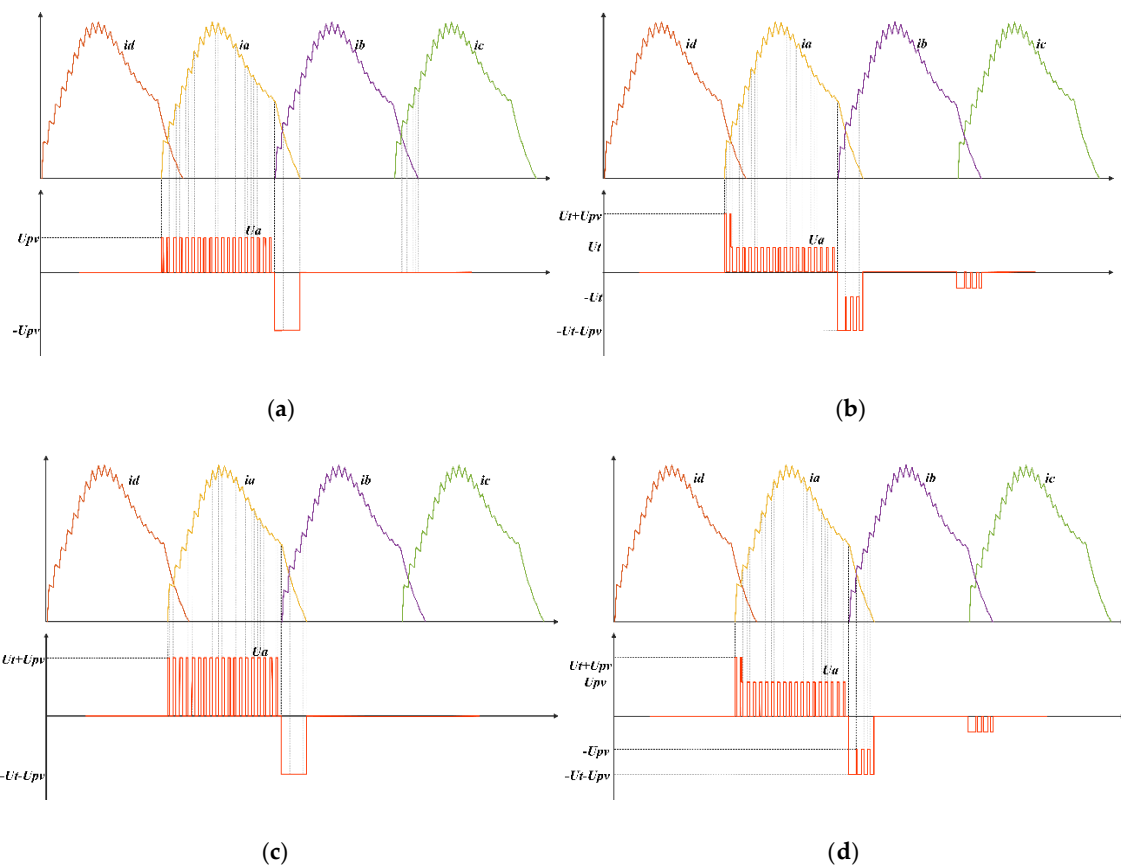 id
ia
ib
ic
Upv
Ua
-Upv
(a)
id
ia
ib
ic
Ut+Upv
Ut
Ua
-Ut
-Ut-Upv
(b)
id
ia
ib
ic
Ut+Upv
Ua
-Ut-Upv
(c)
id
ia
ib
ic
Ut+Upv
Upv
Ua
-Upv
-Ut-Upv
(d)